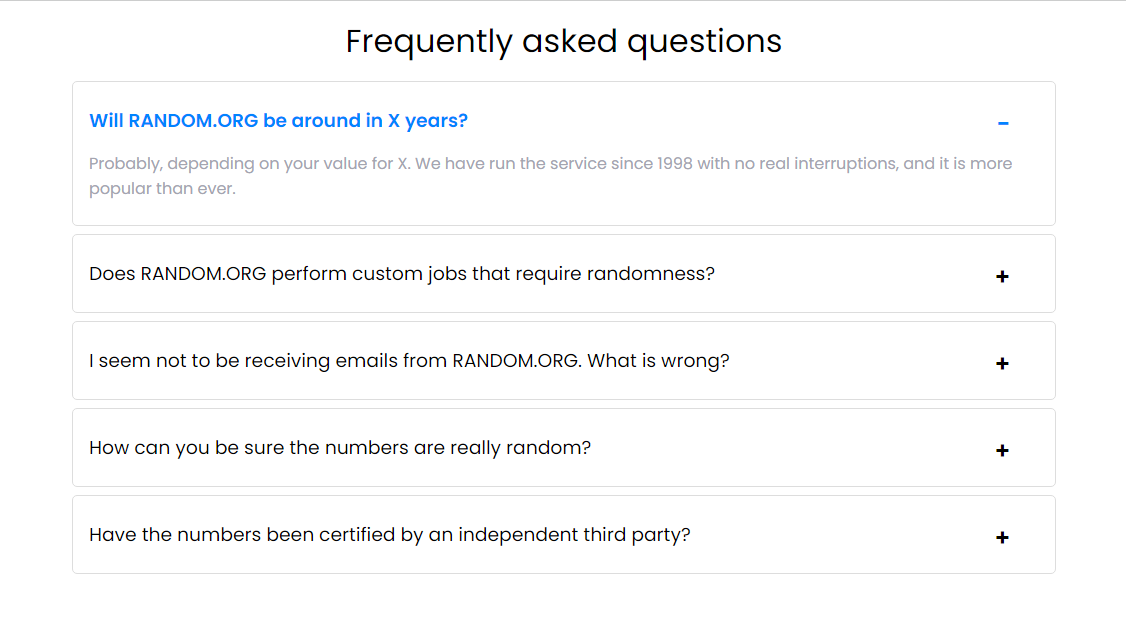 Frequently asked questions
Will RANDOM.ORG be around in X years?
Probably, depending on your value for X. We have run the service since 1998 with no real interruptions, and it is more
popular than ever.
Does RANDOM.ORG perform custom jobs that require randomness?
I seem not to be receiving emails from RANDOM.ORG. What is wrong?
How can you be sure the numbers are really random?
Have the numbers been certified by an independent third party?